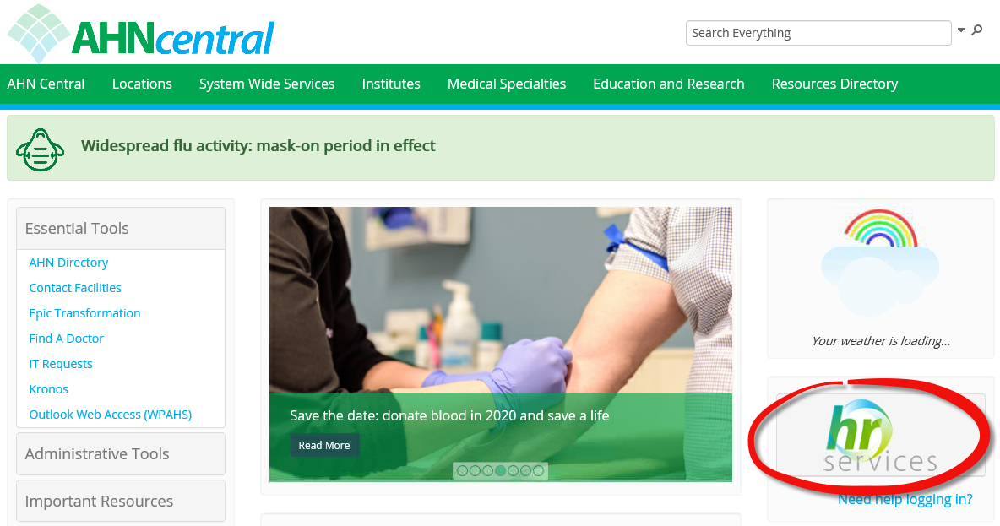 AHNcentral
Search Everything
AHN Central Locations System Wide Services Institutes Medical Specialties Education and Research Resources Directory
Widespread flu activity: mask-on period in effect
Essential Tools
AHN Directory
Contact Facilities
Epic Transformation
Find A Doctor
IT Requests
Kronos
Outlook Web Access (WPAHS)
Administrative Tools
Important Resources
Save the date: donate blood in 2020 and save a life
Read More
Your weather is loading...
hr
services
Need help logging in?